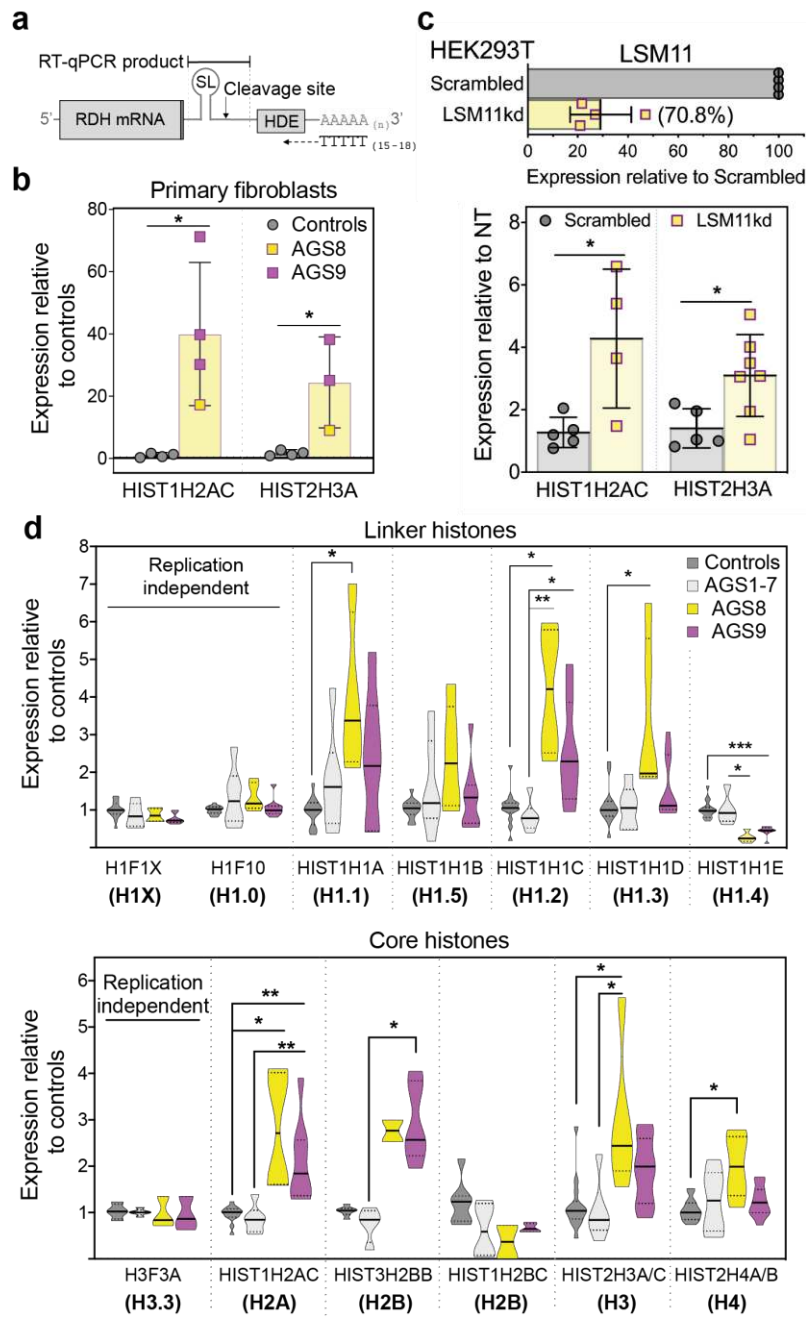 a
RT-qPCR product
SL
Cleavage site
5'
RDH mRNA
HDE
AAAAA (n) 3'
TTTTT (15-18)
b
Primary fibroblasts
Expression relative
to controls
80
60
40
20
0
*
*
Controls
AGS8
AGS9
HIST1H2AC
HIST2H3A
c
HEK293T
LSM11
Scrambled
LSM11kd
(70.8%)
0 20 40 60 80 100
Expression relative to Scrambled
Scrambled
LSM11kd
Expression relative to NT
8
6
4
2
0
*
*
HIST1H2AC
HIST2H3A
d
Linker histones
Expression relative
to controls
8
7
6
5
4
3
2
1
Replication
independent
Controls
AGS1-7
AGS8
AGS9
*
*
**
*
*
***
*
H1F1X H1F10 HIST1H1A HIST1H1B HIST1H1C HIST1H1D HIST1H1E
(H1X) (H1.0) (H1.1) (H1.5) (H1.2) (H1.3) (H1.4)
Core histones
Expression relative
to controls
6
5
4
3
2
1
Replication
independent
**
*
**
*
*
*
*
H3F3A HIST1H2AC HIST3H2BB HIST1H2BC HIST2H3A/C HIST2H4A/B
(H3.3) (H2A) (H2B) (H2B) (H3) (H4)